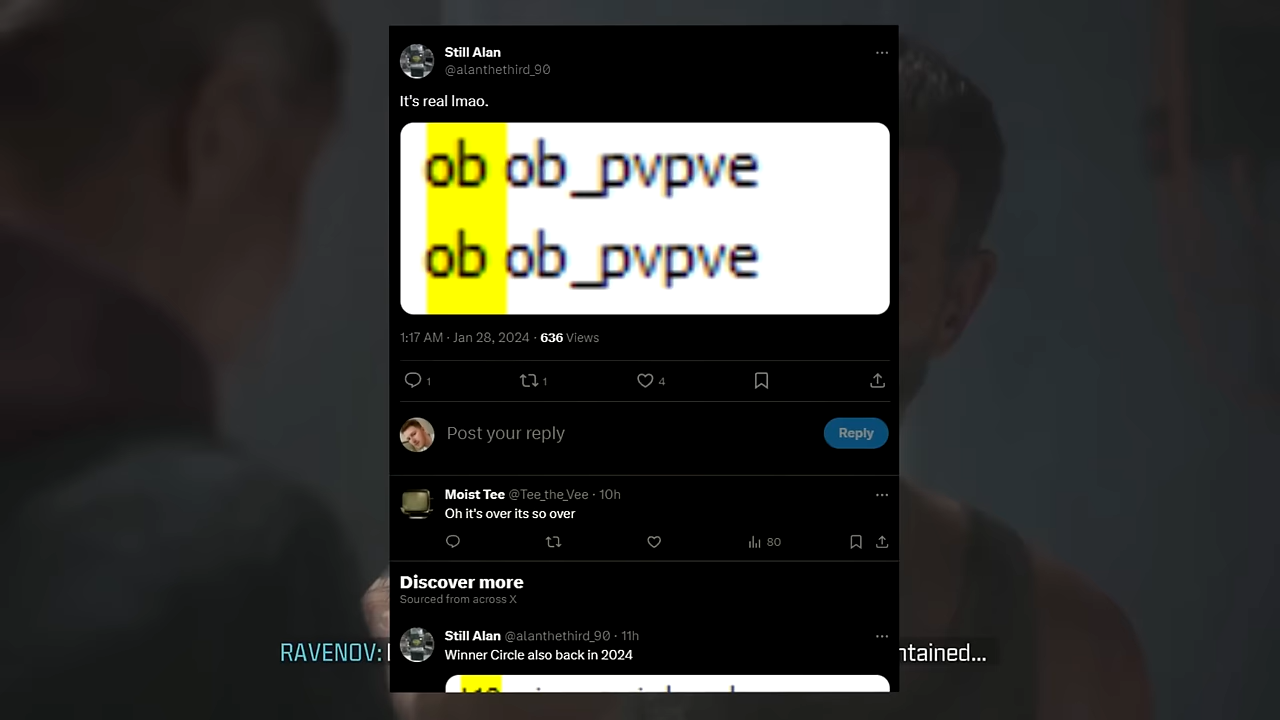 Still Alan
@alanthethird_90
It's real lmao.
ob ob_pvpve
ob ob_pvpve
1:17 AM · Jan 28, 2024 · 636 Views
1 1 4
Post your reply
Reply
Moist Tee @Tee_the_Vee · 10h
Oh it's over its so over
80
Discover more
Sourced from across X
Still Alan @alanthethird_90 · 11h
RAVENOV: ntained...
Winner Circle also back in 2024